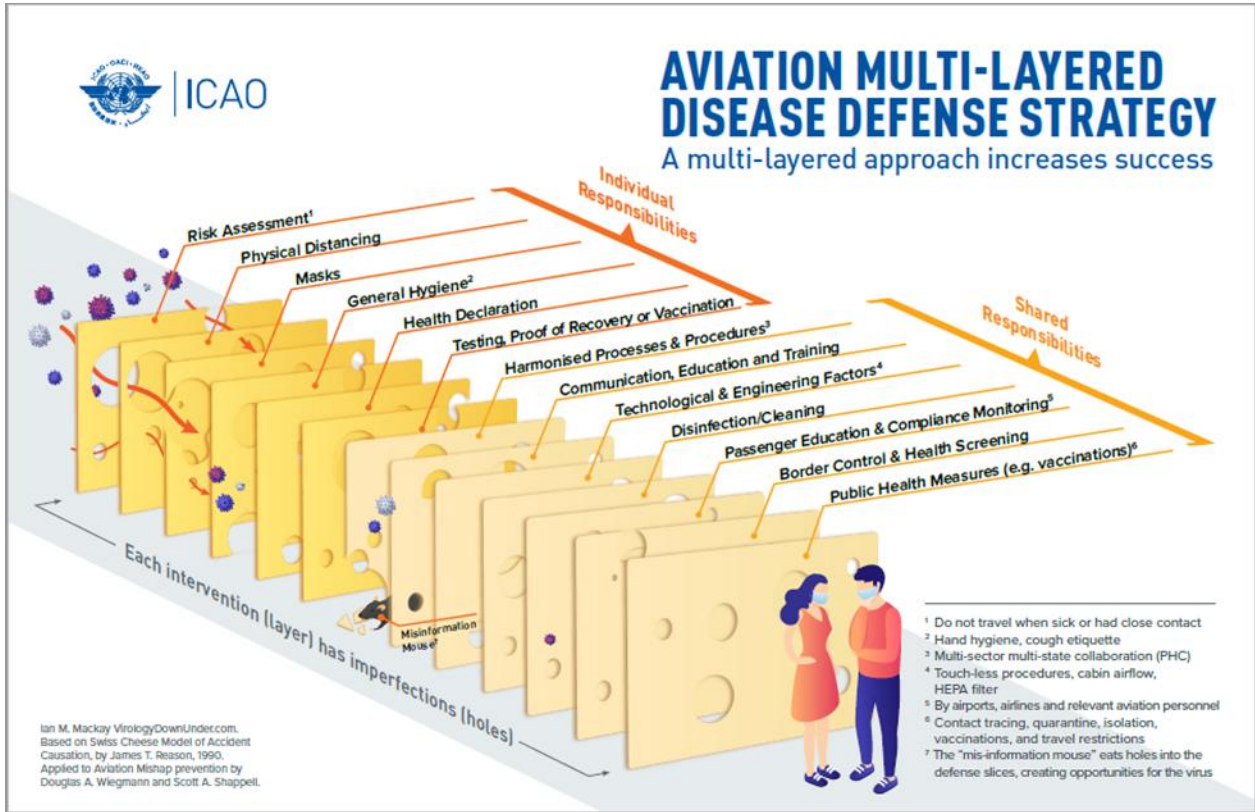 ICAO
AVIATION MULTI-LAYERED
DISEASE DEFENSE STRATEGY
A multi-layered approach increases success
Individual
Responsibilities
Shared
Responsibilities
Risk Assessment¹
Physical Distancing
Masks
General Hygiene²
Health Declaration
Testing, Proof of Recovery or Vaccination
Harmonised Processes & Procedures³
Communication, Education and Training
Technological & Engineering Factors⁴
Disinfection/Cleaning
Passenger Education & Compliance Monitoring⁵
Border Control & Health Screening
Public Health Measures (e.g. vaccinations)⁶
Misinformation
Mouse⁷
Each intervention (layer) has imperfections (holes)
¹ Do not travel when sick or had close contact
² Hand hygiene, cough etiquette
³ Multi-sector multi-state collaboration (PHC)
⁴ Touch-less procedures, cabin airflow,
HEPA filter
⁵ By airports, airlines and relevant aviation personnel
⁶ Contact tracing, quarantine, isolation,
vaccinations, and travel restrictions
⁷ The "mis-information mouse" eats holes into the
defense slices, creating opportunities for the virus
Ian M. Mackay VirologyDownUnder.com.
Based on Swiss Cheese Model of Accident
Causation, by James T. Reason, 1990.
Applied to Aviation Mishap prevention by
Douglas A. Wiegmann and Scott A. Shappell.